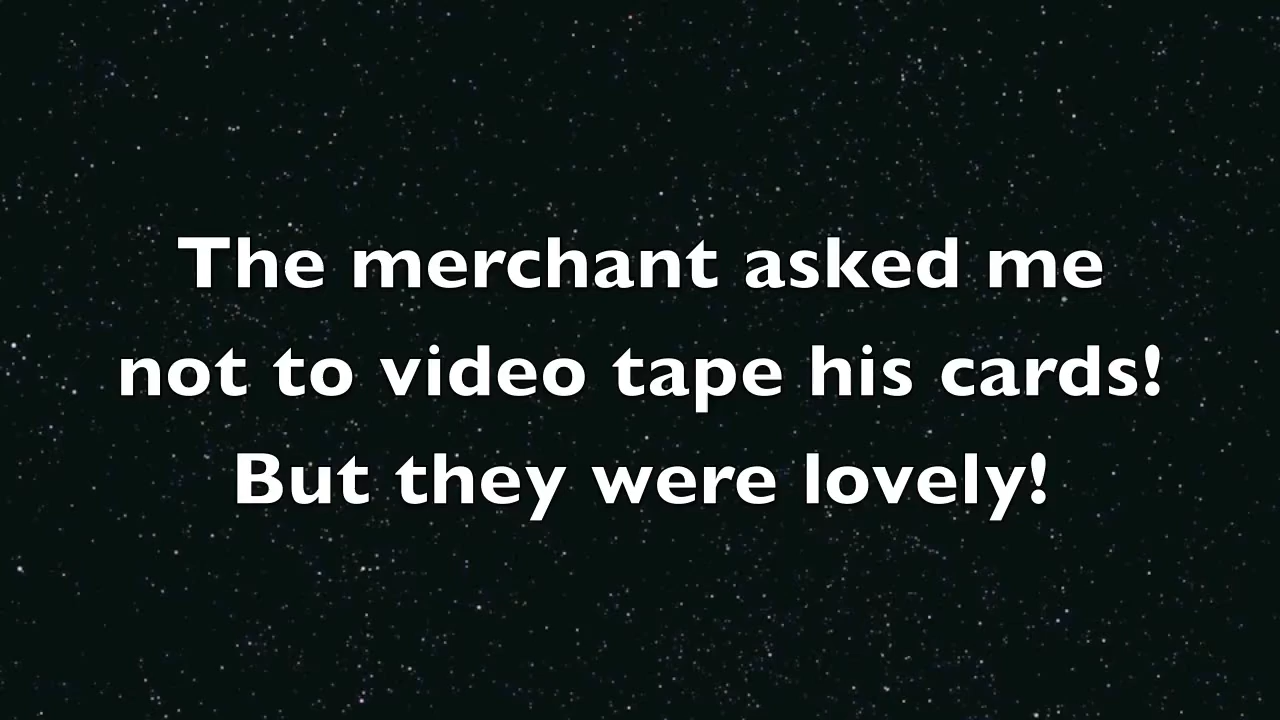 The merchant asked me
not to video tape his cards!
But they were lovely!